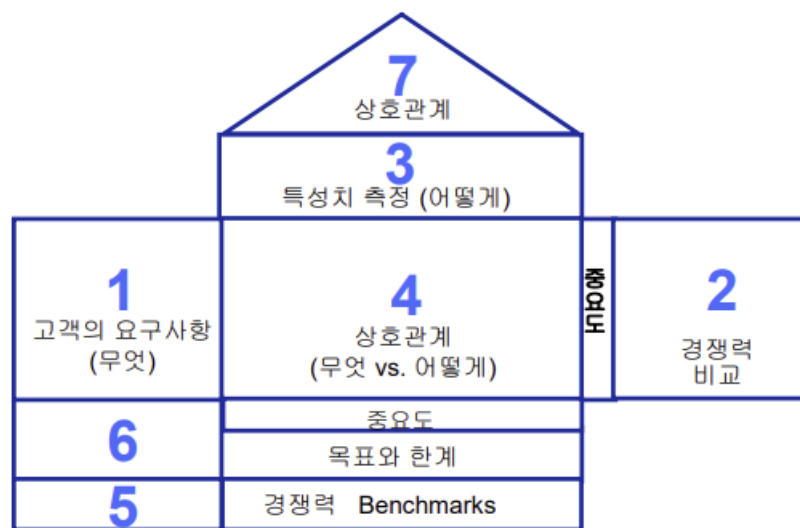 7
상호관계
3
특성치 측정 (어떻게)
1
고객의 요구사항
(무엇)
4
상호관계
(무엇 vs. 어떻게)
중요도
2
경쟁력
비교
6
중요도
목표와 한계
5
경쟁력 Benchmarks